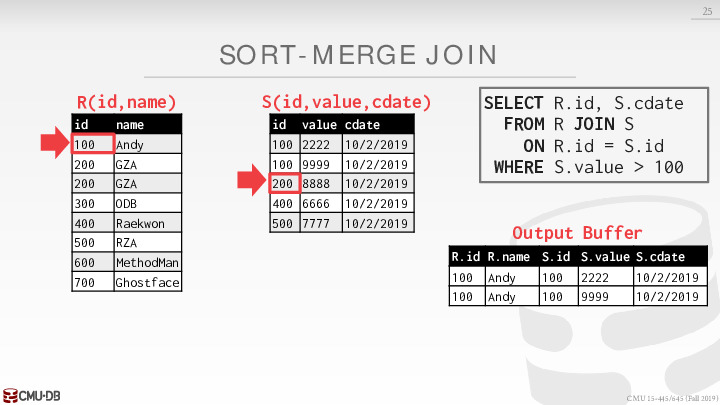 25
SORT-MERGE JOIN
R(id,name)
id name
100 Andy
200 GZA
200 GZA
300 ODB
400 Raekwon
500 RZA
600 MethodMan
700 Ghostface
S(id,value,cdate)
id value cdate
100 2222 10/2/2019
100 9999 10/2/2019
200 8888 10/2/2019
400 6666 10/2/2019
500 7777 10/2/2019
SELECT R.id, S.cdate
FROM R JOIN S
ON R.id = S.id
WHERE S.value > 100
Output Buffer
R.id R.name S.id S.value S.cdate
100 Andy 100 2222 10/2/2019
100 Andy 100 9999 10/2/2019
CMU·DB
CMU 15-445/645 (Fall 2019)